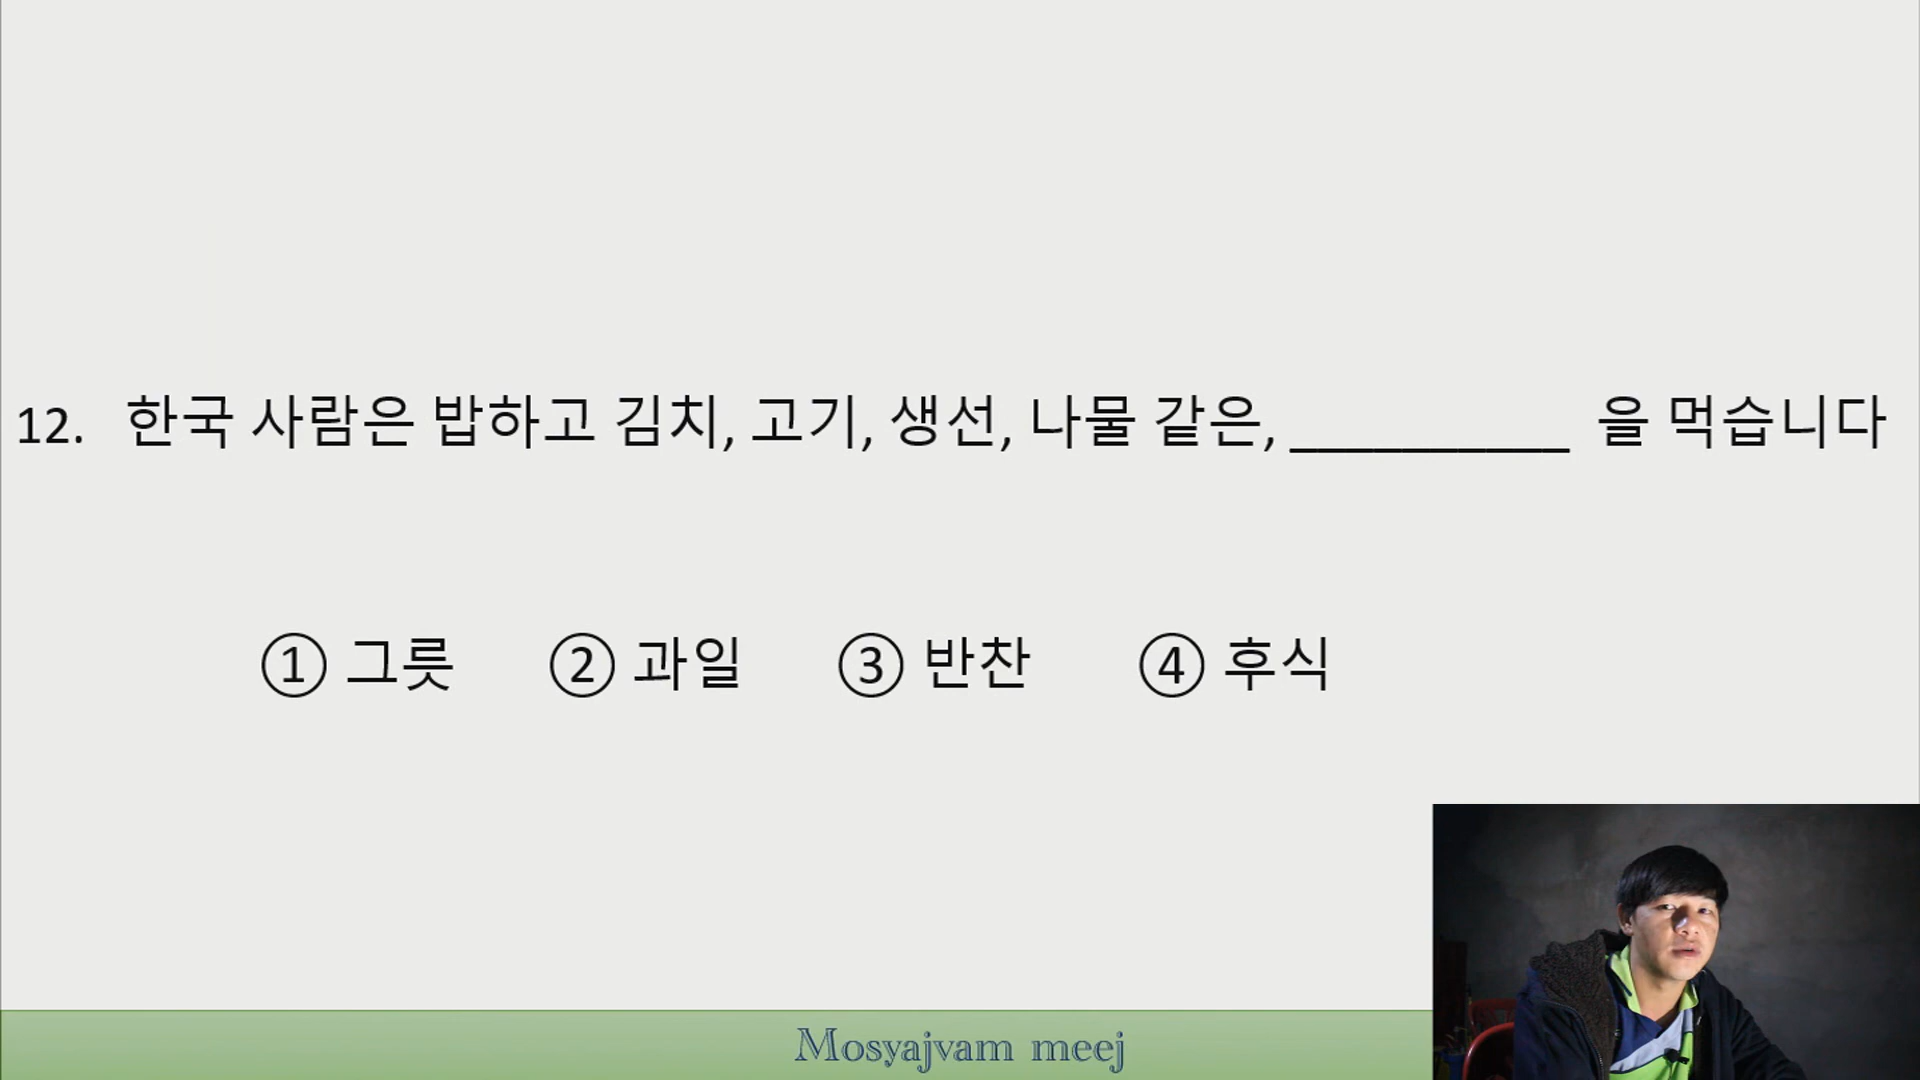 12. 한국 사람은 밥하고 김치, 고기, 생선, 나물 같은, __________ 을 먹습니다
① 그릇 ② 과일 ③ 반찬 ④ 후식
Mosyajvam meej